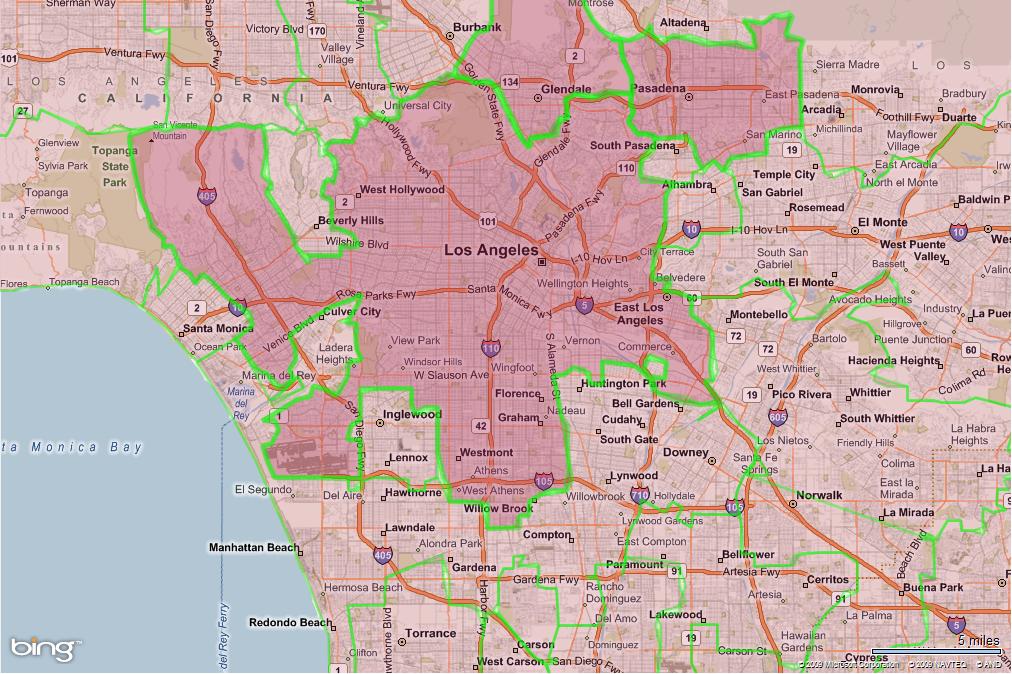 Sherman Way
San Diego Fwy
Fwy
170
Vineland
Montrose
Altadena
Victory Blvd
Burbank
Valley Village
101
Ventura Fwy
2
Sierra Madre
L O S A N G E L E S
L O S
Ventura Fwy
Golden State Fwy
134
Glendale
Pasadena
East Pasadena
Monrovia
Bradbury
C A L I F O R N I A
Universal City
Arcadia
Foothill Fwy
Duarte
27
San Vicente Mountain
Hollywood Fwy
Glendale Fwy
San Marino
Michillinda
Mayflower Village
Glenview
Topanga State Park
South Pasadena
19
East Arcadia
Sylvia Park
110
Temple City
North el Monte
Topanga
405
West Hollywood
Alhambra
San Gabriel
Fernwood
2
Pasadena Fwy
Rosemead
Baldwin P
Beverly Hills
101
10
I-10 Hov Ln
El Monte
10
ountains
Wilshire Blvd
Los Angeles
I-10 Hov Ln
City Terrace
South San Gabriel
West Puente Valley
Bassett
Flores
Topanga Beach
Rosa Parks Fwy
Santa Monica Fwy
Wellington Heights
Belvedere
South El Monte
2
5
East Los Angeles
60
Avocado Heights
Industry
Santa Monica
Venice Blvd
Culver City
Montebello
La Puer
Ocean Park
Ladera Heights
View Park
110
S Alameda St
Vernon
Commerce
72
72
Bartolo
Hillgrove
Puente Junction
60
Windsor Hills
Wingfoot
West Whittier
Hacienda Heights
Marina del Rey
W Slauson Ave
Huntington Park
Colima Rd
Marina del Rey
Florence
Bell Gardens
19
Pico Rivera
Whittier
1
San Diego Fwy
Inglewood
Graham
Nadeau
Cudahy
605
South Whittier
42
South Gate
Los Nietos
Friendly Hills
La Habra Heights
ta Monica Bay
Lennox
Westmont
Downey
Santa Fe Springs
Colima
Athens
Lynwood
East la Mirada
La Ha
El Segundo
Del Aire
Hawthorne
West Athens
105
Willowbrook
710
Hollydale
Norwalk
Willow Brook
Lynwood Gardens
105
La Mirada
Lawndale
Compton
East Compton
Beach Blvd
Manhattan Beach
405
Alondra Park
Bellflower
Gardena
Paramount
91
Artesia Fwy
Hermosa Beach
Gardena Fwy
Rancho Dominguez
Cerritos
Buena Park
Harbor Fwy
Artesia
91
Del Amo
Lakewood
La Palma
Redondo Beach
Torrance
19
Hawaiian Gardens
5
del Rey Ferry
Clifton
Carson
Dominguez
Carson St
5 miles
bing
1
West Carson
San Diego Fwy
Cypress
© 2009 Microsoft Corporation © 2009 NAVTEQ © AND